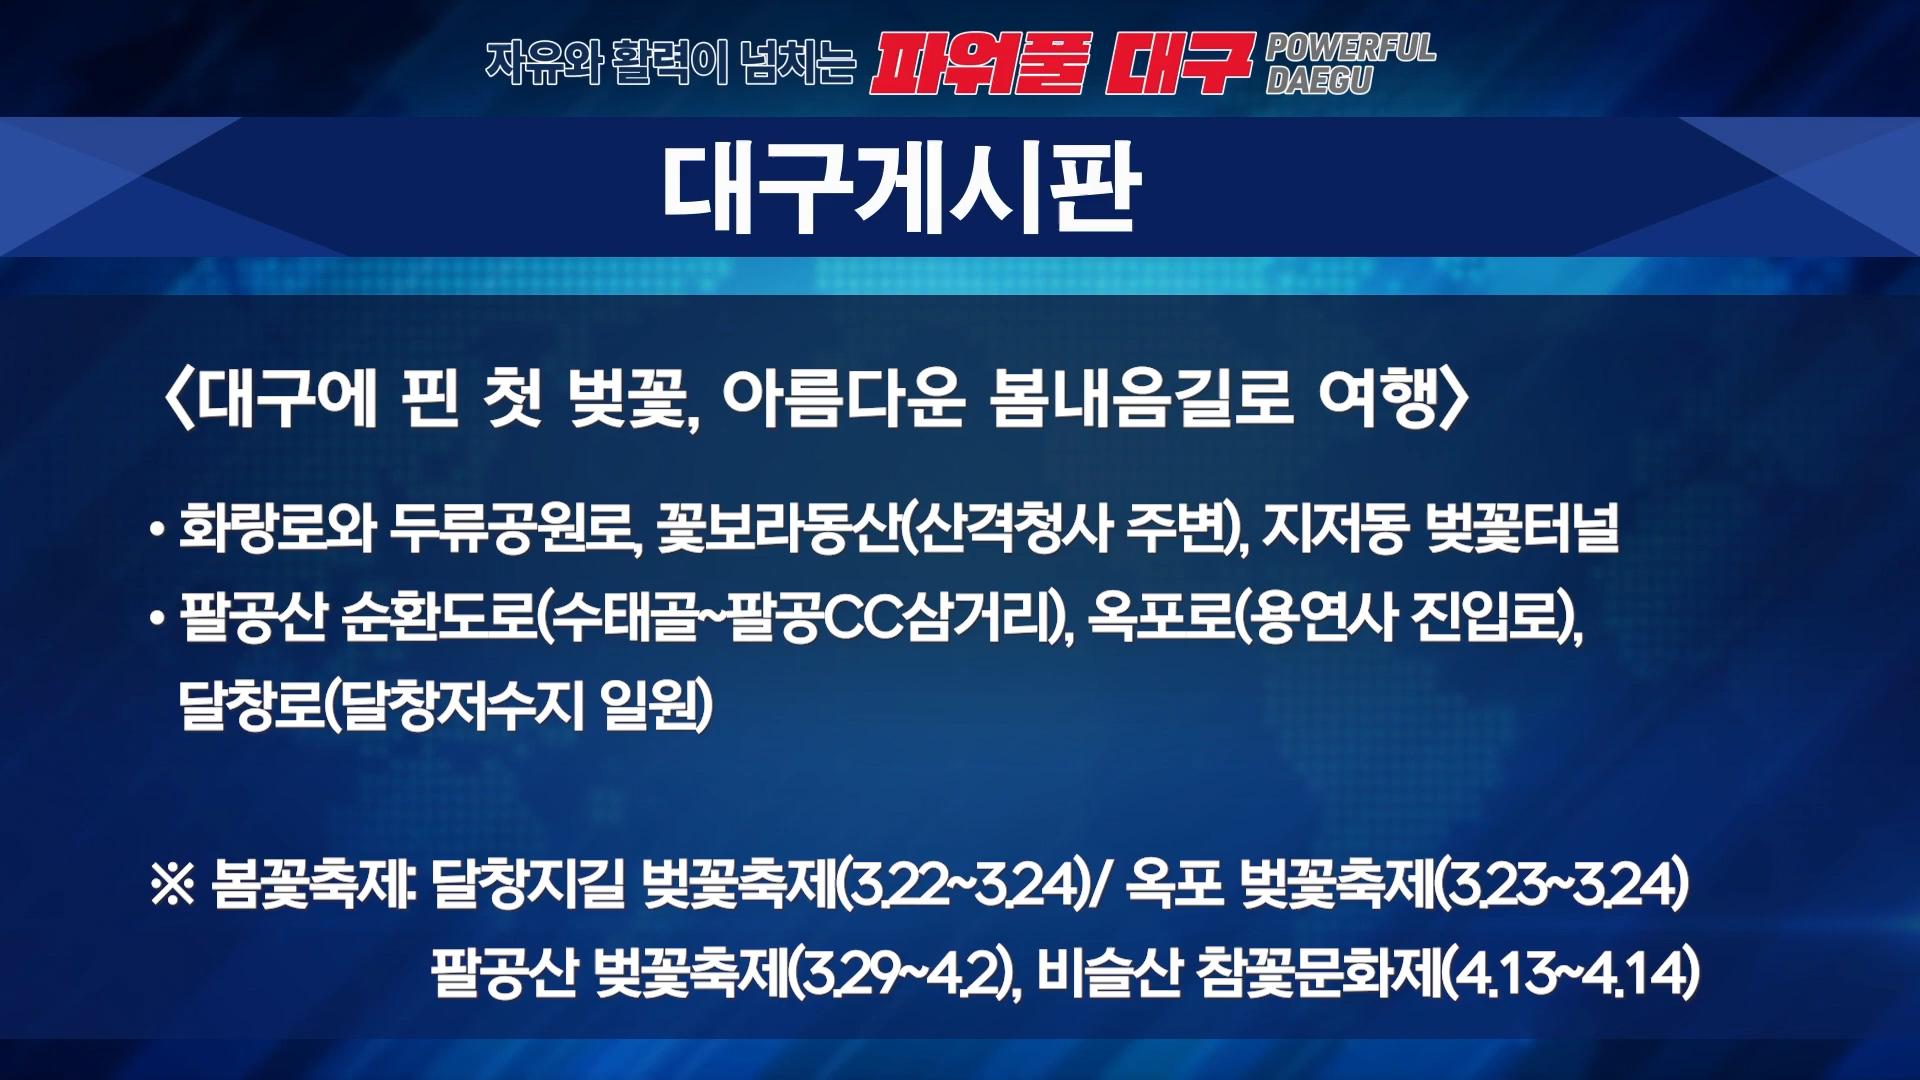 자유와 활력이 넘치는 파워풀 대구 POWERFUL DAEGU
대구게시판
<대구에 핀 첫 벚꽃, 아름다운 봄내음길로 여행>
• 화랑로와 두류공원로, 꽃보라동산(산격청사 주변), 지저동 벚꽃터널
• 팔공산 순환도로(수태골~팔공CC삼거리), 옥포로(용연사 진입로),
달창로(달창저수지 일원)
※ 봄꽃축제: 달창지길 벚꽃축제(3.22~3.24)/ 옥포 벚꽃축제(3.23~3.24)
팔공산 벚꽃축제(3.29~4.2), 비슬산 참꽃문화제(4.13~4.14)